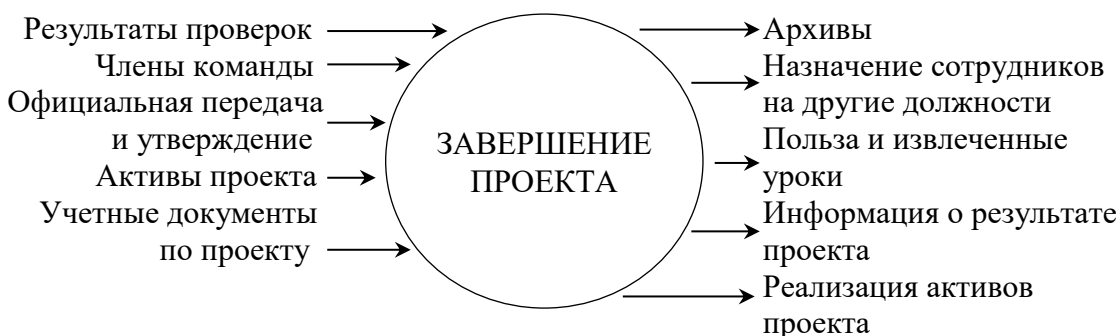 Результаты проверок
Члены команды
Официальная передача
и утверждение
Активы проекта
Учетные документы
по проекту
ЗАВЕРШЕНИЕ
ПРОЕКТА
Архивы
Назначение сотрудников
на другие должности
Польза и извлеченные
уроки
Информация о результате
проекта
Реализация активов
проекта